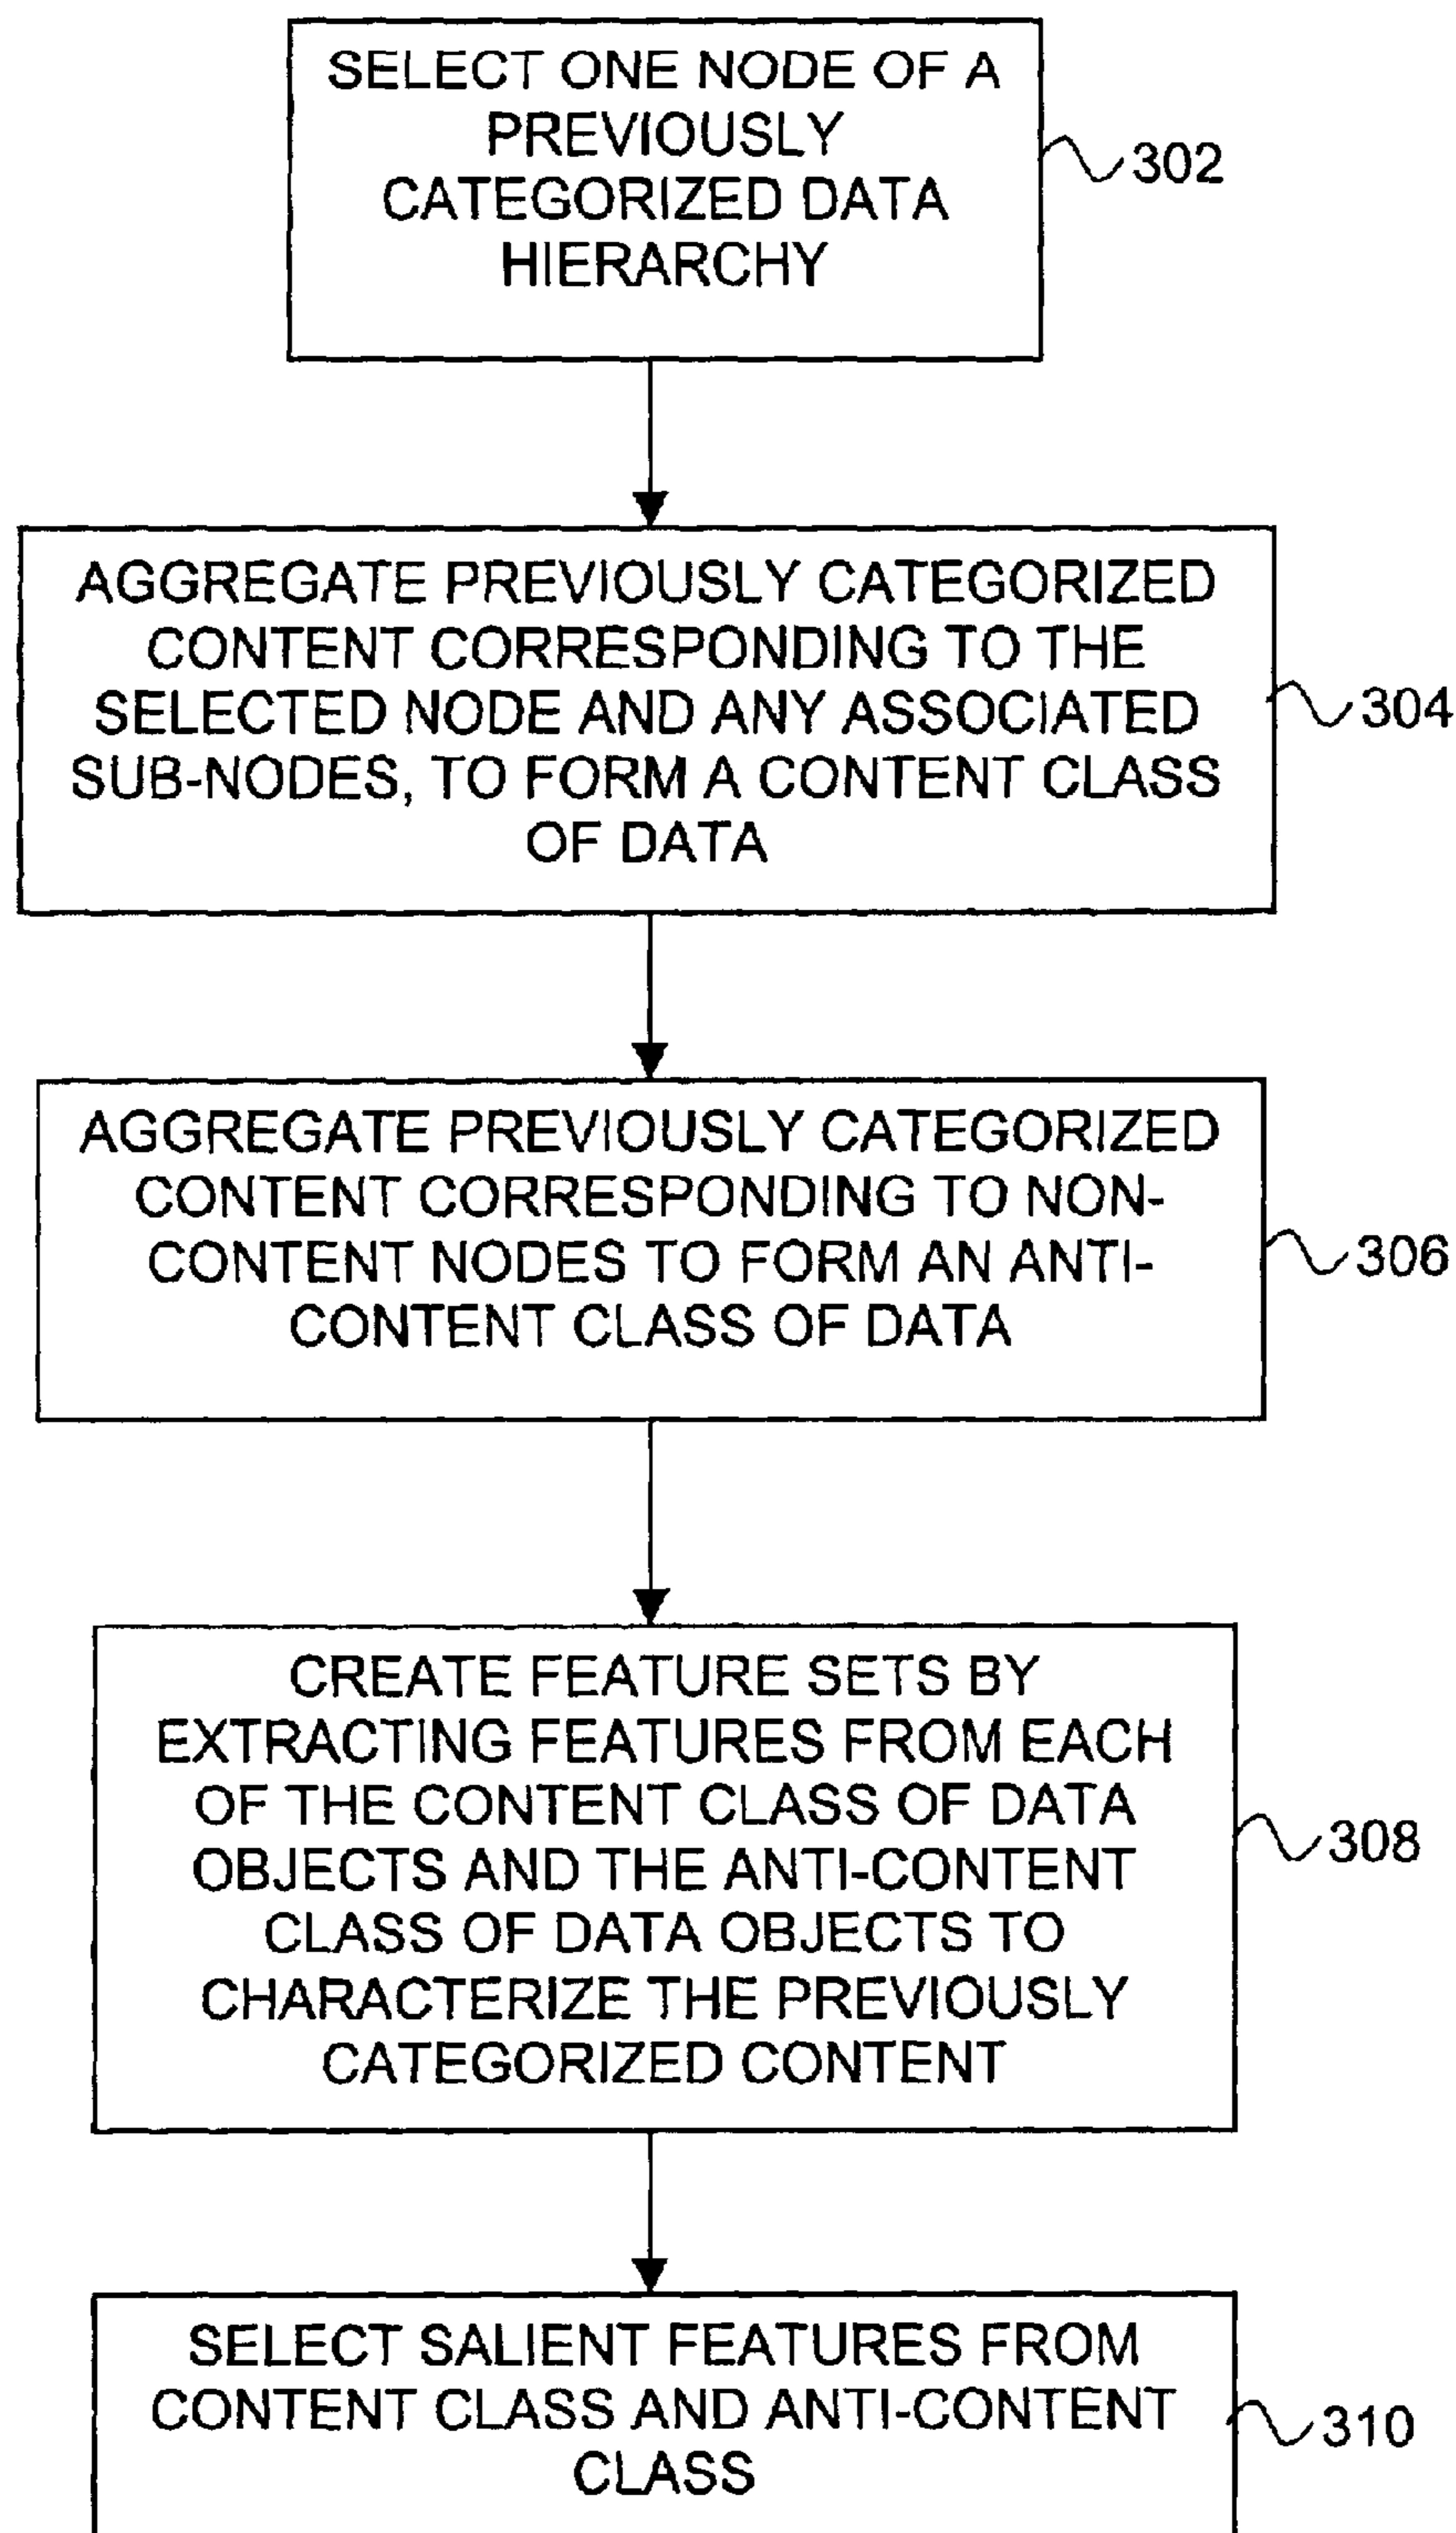 SELECT ONE NODE OF A
PREVIOUSLY
CATEGORIZED DATA
HIERARCHY
302
AGGREGATE PREVIOUSLY CATEGORIZED
CONTENT CORRESPONDING TO THE
SELECTED NODE AND ANY ASSOCIATED
SUB-NODES, TO FORM A CONTENT CLASS
OF DATA
304
AGGREGATE PREVIOUSLY CATEGORIZED
CONTENT CORRESPONDING TO NON-
CONTENT NODES TO FORM AN ANTI-
CONTENT CLASS OF DATA
306
CREATE FEATURE SETS BY
EXTRACTING FEATURES FROM EACH
OF THE CONTENT CLASS OF DATA
OBJECTS AND THE ANTI-CONTENT
CLASS OF DATA OBJECTS TO
CHARACTERIZE THE PREVIOUSLY
CATEGORIZED CONTENT
308
SELECT SALIENT FEATURES FROM
CONTENT CLASS AND ANTI-CONTENT
CLASS
310